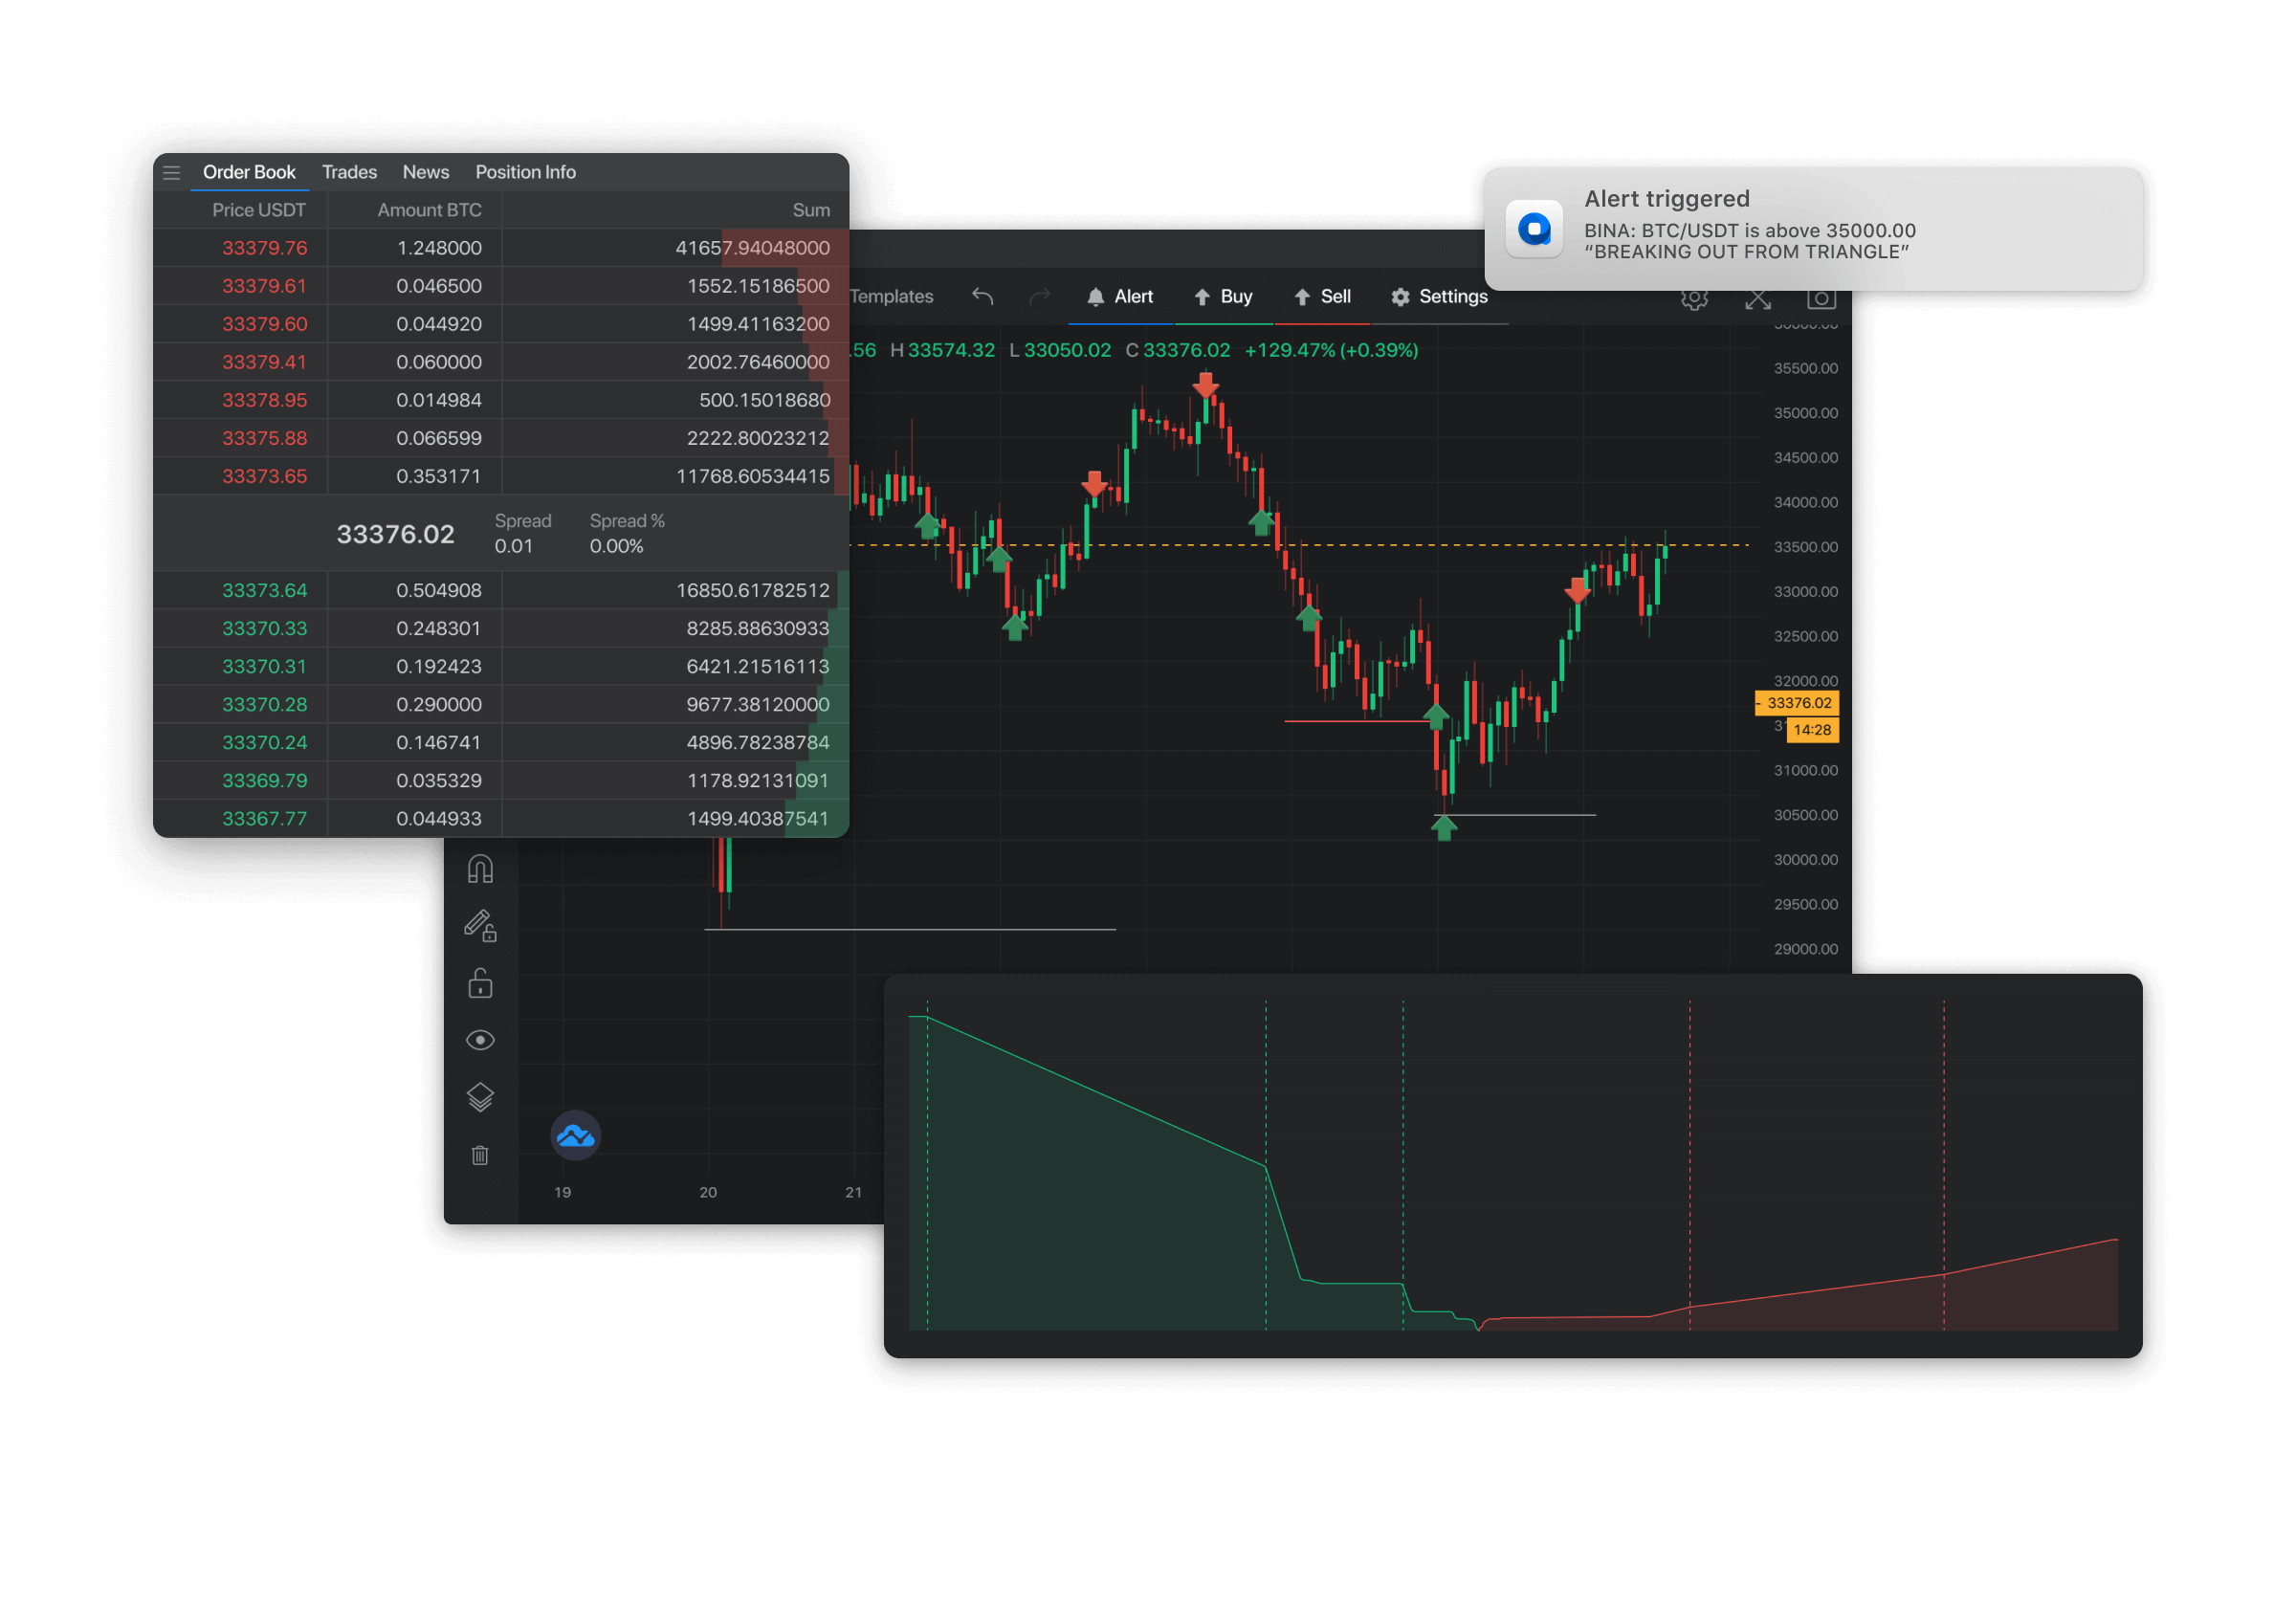 Order Book Trades News Position Info
Price USDT Amount BTC Sum
33379.76 1.248000 41657.94048000
33379.61 0.046500 1552.15186500
33379.60 0.044920 1499.41163200
33379.41 0.060000 2002.76460000
33378.95 0.014984 500.15018680
33375.88 0.066599 2222.80023212
33373.65 0.353171 11768.60534415
33376.02
Spread Spread %
0.01 0.00%
33373.64 0.504908 16850.61782512
33370.33 0.248301 8285.88630933
33370.31 0.192423 6421.21516113
33370.28 0.290000 9677.38120000
33370.24 0.146741 4896.78238784
33369.79 0.035329 1178.92131091
33367.77 0.044933 1499.40387541
Alert triggered
BINA: BTC/USDT is above 35000.00
“BREAKING OUT FROM TRIANGLE”
Templates Alert Buy Sell Settings
.56 H 33574.32 L 33050.02 C 33376.02 +129.47% (+0.39%)
35500.00
35000.00
34500.00
34000.00
33500.00
33000.00
32500.00
32000.00
33376.02
14:28
31000.00
30500.00
30000.00
29500.00
29000.00
19 20 21